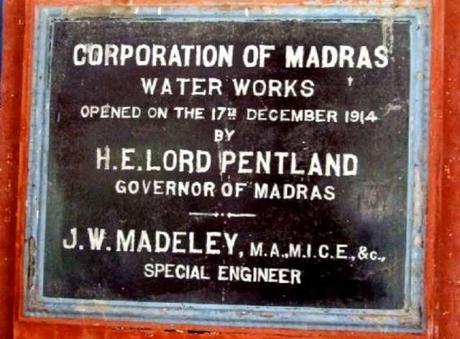 CORPORATION OF MADRAS
WATER WORKS
OPENED ON THE 17TH DECEMBER 1914
BY
H.E. LORD PENTLAND
GOVERNOR OF MADRAS
J.W. MADELEY, M.A., M.I.C.E., &c.,
SPECIAL ENGINEER